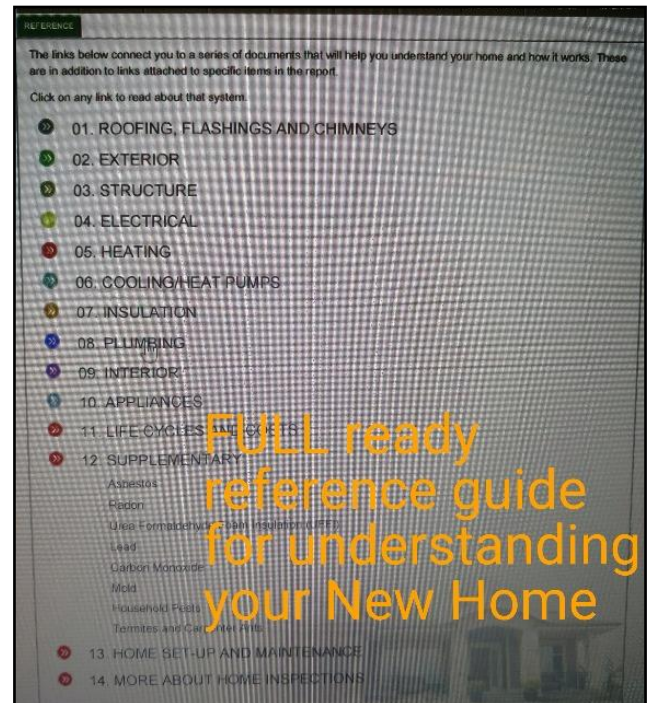 REFERENCE
The links below connect you to a series of documents that will help you understand your home and how it works. These
are in addition to links attached to specific items in the report.
Click on any link to read about that system.
01. ROOFING, FLASHINGS AND CHIMNEYS
02. EXTERIOR
03. STRUCTURE
04. ELECTRICAL
05. HEATING
06. COOLING/HEAT PUMPS
07. INSULATION
08. PLUMBING
09. INTERIOR
10. APPLIANCES
11. LIFE CYCLES AND COSTS
12. SUPPLEMENTARY
Asbestos
Radon
Urea Formaldehyde Foam Insulation (UFFI)
Lead
Carbon Monoxide
Mold
Household Pests
Termites and Carpenter Ants
13. HOME SET-UP AND MAINTENANCE
14. MORE ABOUT HOME INSPECTIONS
FULL ready
reference guide
for understanding
your New Home